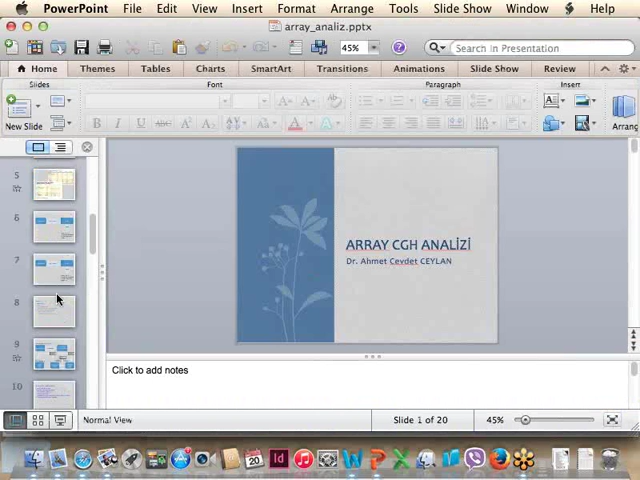 PowerPoint File Edit View Insert Format Arrange Tools Slide Show Window Help
array_analiz.pptx
45% Search in Presentation
Home Themes Tables Charts SmartArt Transitions Animations Slide Show Review
Slides Font Paragraph Insert
New Slide
Arrang
5
6
7
8
9
10
ARRAY CGH ANALİZİ
Dr. Ahmet Cevdet CEYLAN
Click to add notes
Normal View Slide 1 of 20 45%